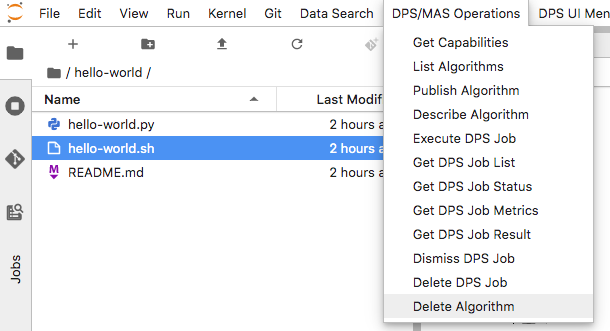 File Edit View Run Kernel Git Data Search DPS/MAS Operations DPS UI Men
/ hello-world /
Name Last Modif
hello-world.py 2 hours a
hello-world.sh 2 hours a
README.md 2 hours a
Jobs
Get Capabilities
List Algorithms
Publish Algorithm
Describe Algorithm
Execute DPS Job
Get DPS Job List
Get DPS Job Status
Get DPS Job Metrics
Get DPS Job Result
Dismiss DPS Job
Delete DPS Job
Delete Algorithm